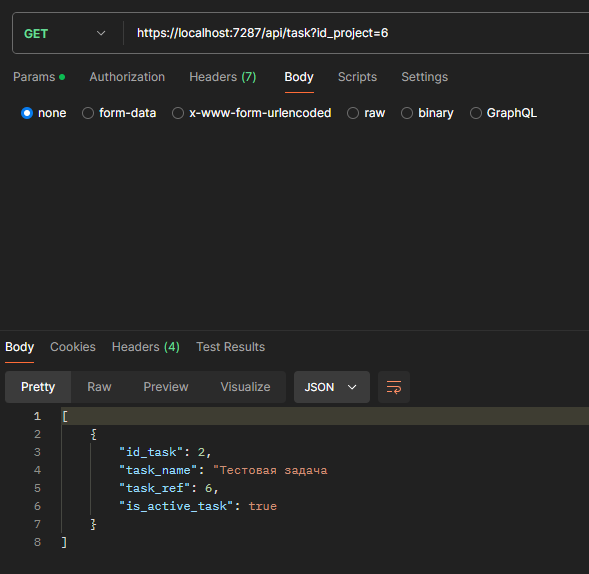 GET https://localhost:7287/api/task?id_project=6
Params Authorization Headers (7) Body Scripts Settings
none form-data x-www-form-urlencoded raw binary GraphQL
Body Cookies Headers (4) Test Results
Pretty Raw Preview Visualize JSON
1 [
2 {
3 "id_task": 2,
4 "task_name": "Тестовая задача
5 "task_ref": 6,
6 "is_active_task": true
7 }
8 ]